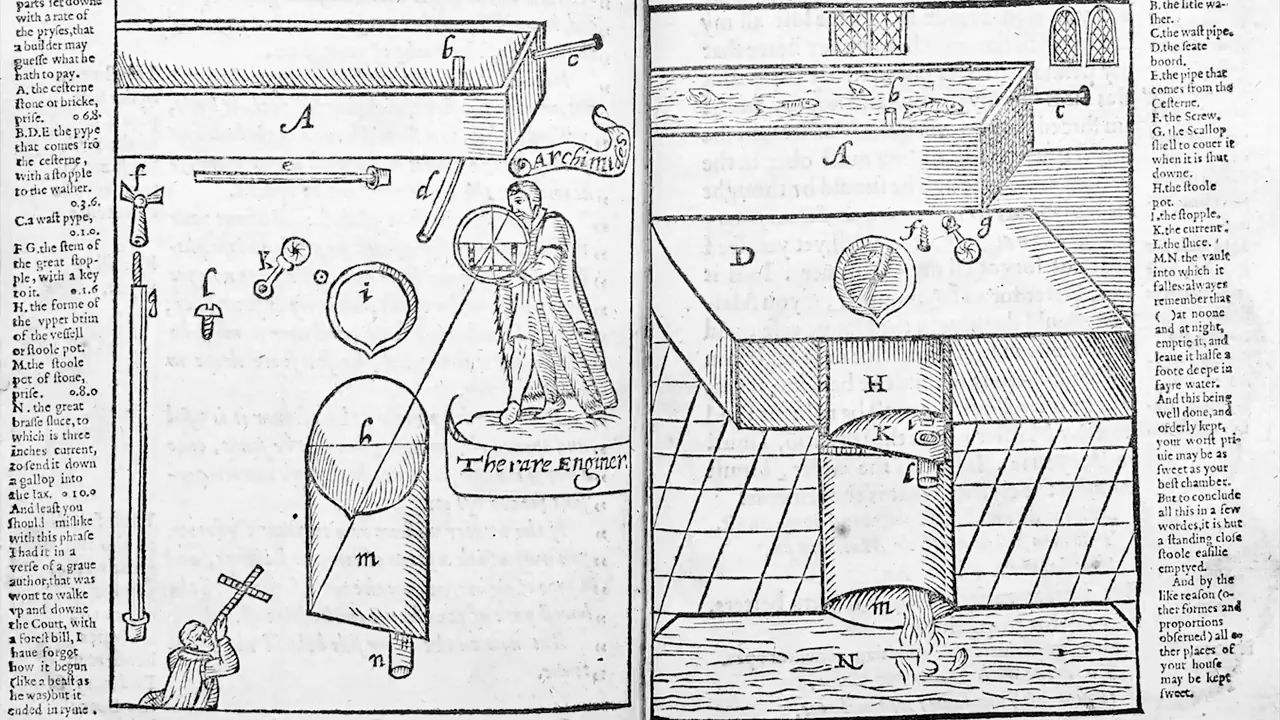 parts set downe
with a rate of
the pryses, that
a builder may
guesse what he
hath to pay.
A. the cesterne
stone or bricke,
prise. 0 6.8.
B.D.E the pype
that comes frō
the cesterne,
with a stopple
to the washer.
0.3.6.
C. a wast pype.
0.1.0.
F G. the stem of
the great stop-
ple, with a key
to it. 0.1.6
H. the forme of
the vpper brim
of the vessell
or stoole pot.
M. the stoole
pot of stone,
prise. 0.8.0
N. the great
brasse sluce, to
which is three
inches current,
to send it down
a gallop into
the Iax. 0 10.0
And least you
should mislike
with this phrase
I had it in a
verse of a graue
author, that was
wont to walke
vp and downe
the Court, with
a forest bill, I
haue forgot
how it began
(like a beast as
he was) but it
ended in ryme.
b
c
A
Archimides
f
e
d
g
f
i
h
The rare Enginer.
m
n
b
c
A
D
f
g
H
K
l
m
N
B. the litle wa-
sher.
C. the wast pipe.
D. the seate
boord.
E. the pipe that
comes from the
Cesterne.
F. the Screw.
G. the Scallop
shell to couer it
when it is shut
downe.
H. the stoole
pot.
I. the stopple.
K. the current.
L. the sluce.
M.N. the vault
into which it
falles: alwayes
remember that
( ) at noone
and at night,
emptie it, and
leaue it halfe a
foote deepe in
fayre water.
And this being
well done, and
orderly kept,
your worst pri-
uie may be as
sweet as your
best chamber.
But to conclude
all this in a few
wordes, it is but
a standing close
stoole easilie
emptyed.
And by the
like reason (o-
ther formes and
proportions
obserued) all o-
ther places of
your house
may be kept
sweet.